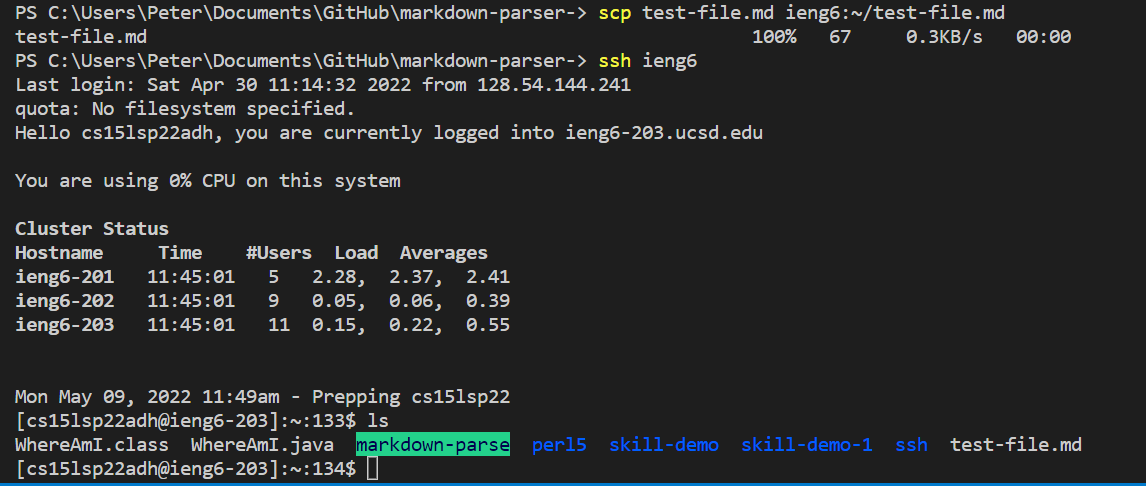 PS C:\Users\Peter\Documents\GitHub\markdown-parser-> scp test-file.md ieng6:~/test-file.md
test-file.md                                                       100%   67     0.3KB/s   00:00
PS C:\Users\Peter\Documents\GitHub\markdown-parser-> ssh ieng6
Last login: Sat Apr 30 11:14:32 2022 from 128.54.144.241
quota: No filesystem specified.
Hello cs15lsp22adh, you are currently logged into ieng6-203.ucsd.edu
You are using 0% CPU on this system
Cluster Status
Hostname     Time    #Users  Load  Averages
ieng6-201   11:45:01   5   2.28,  2.37,  2.41
ieng6-202   11:45:01   9   0.05,  0.06,  0.39
ieng6-203   11:45:01   11  0.15,  0.22,  0.55
Mon May 09, 2022 11:49am - Prepping cs15lsp22
[cs15lsp22adh@ieng6-203]:~:133$ ls
WhereAmI.class  WhereAmI.java  markdown-parse  perl5  skill-demo  skill-demo-1  ssh  test-file.md
[cs15lsp22adh@ieng6-203]:~:134$